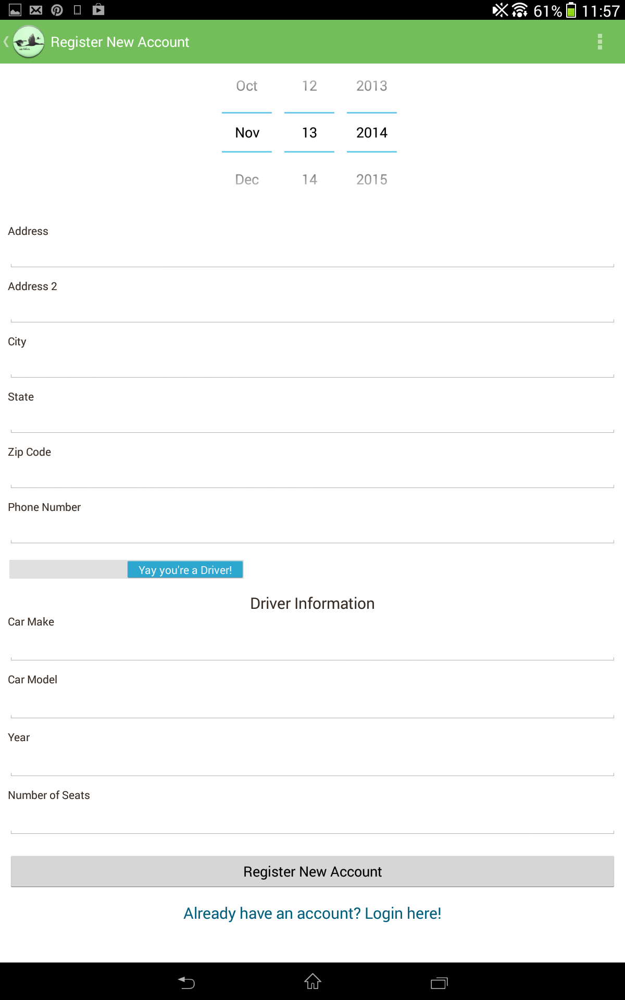 61% 11:57
Register New Account
Oct 12 2013
Nov 13 2014
Dec 14 2015
Address
Address 2
City
State
Zip Code
Phone Number
Yay you're a Driver!
Driver Information
Car Make
Car Model
Year
Number of Seats
Register New Account
Already have an account? Login here!